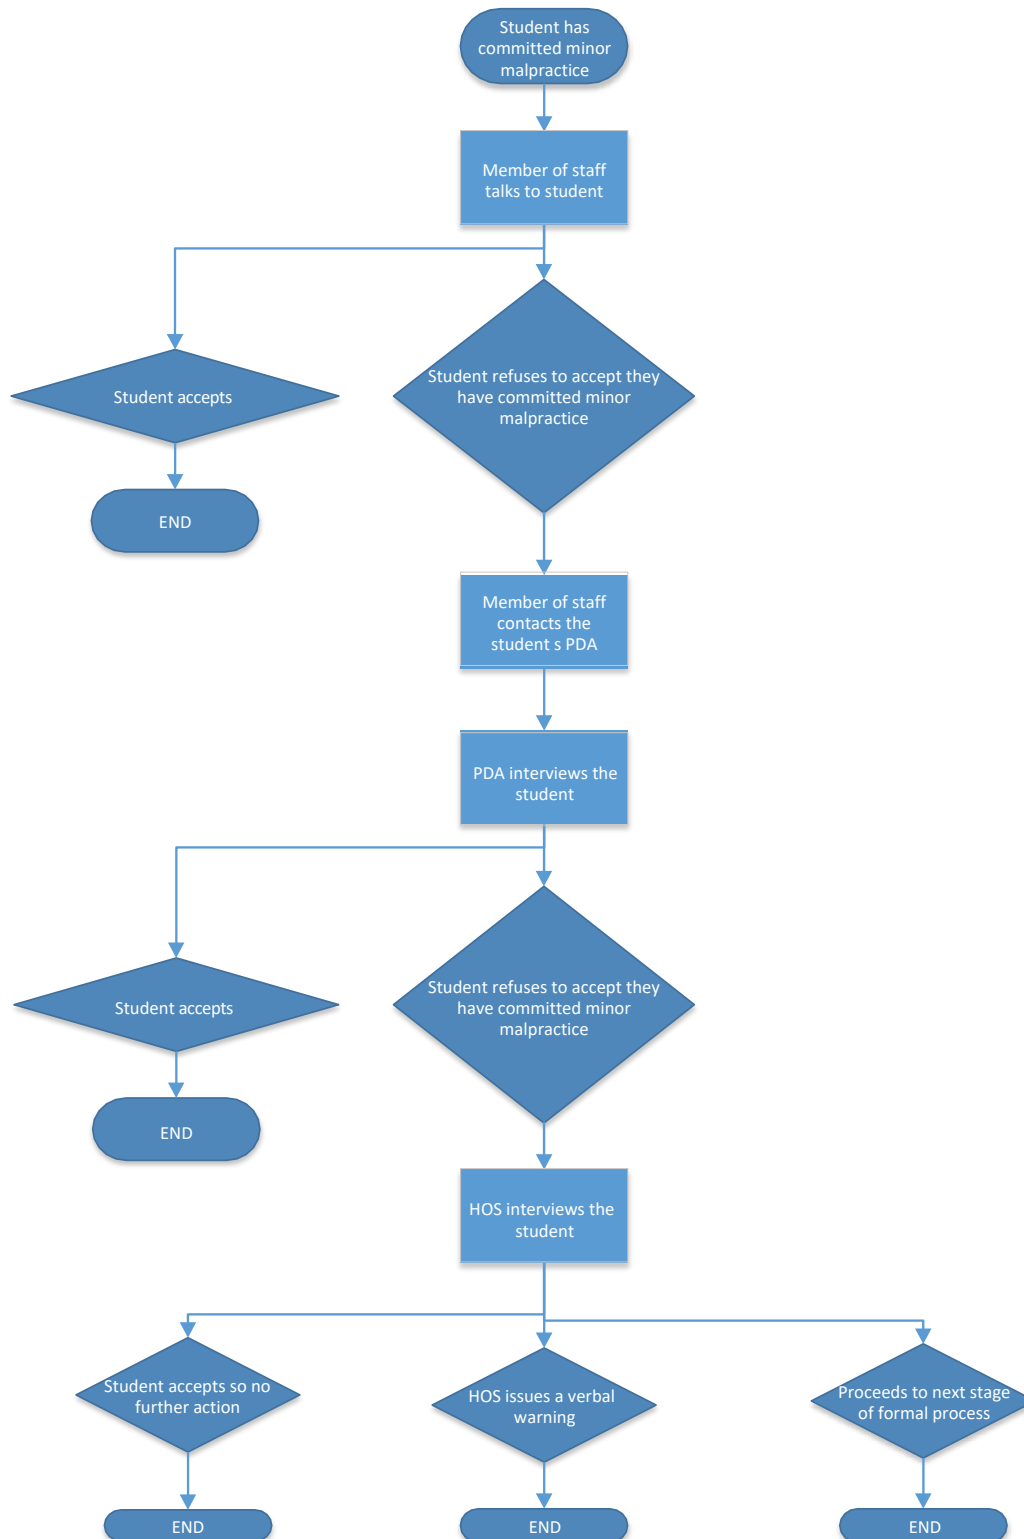 Student has
committed minor
malpractice
Member of staff
talks to student
Student accepts
Student refuses to accept they
have committed minor
malpractice
END
Member of staff
contacts the
student s PDA
PDA interviews the
student
Student accepts
Student refuses to accept they
have committed minor
malpractice
END
HOS interviews the
student
Student accepts so no
further action
HOS issues a verbal
warning
Proceeds to next stage
of formal process
END
END
END